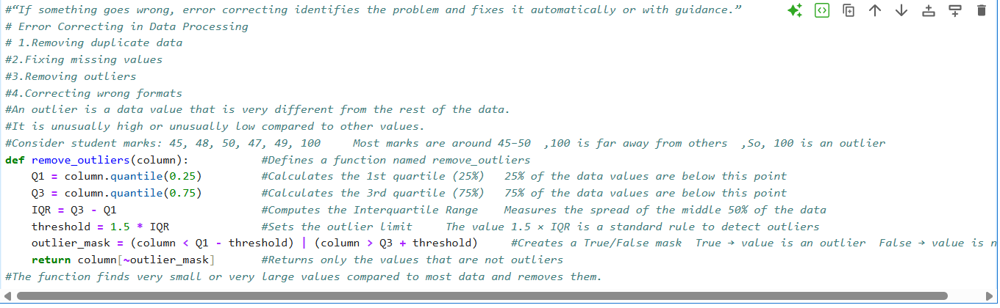 #“If something goes wrong, error correcting identifies the problem and fixes it automatically or with guidance.”
# Error Correcting in Data Processing
# 1.Removing duplicate data
#2.Fixing missing values
#3.Removing outliers
#4.Correcting wrong formats
#An outlier is a data value that is very different from the rest of the data.
#It is unusually high or unusually low compared to other values.
#Consider student marks: 45, 48, 50, 47, 49, 100     Most marks are around 45–50  ,100 is far away from others  ,So, 100 is an outlier
def remove_outliers(column):           #Defines a function named remove_outliers
    Q1 = column.quantile(0.25)         #Calculates the 1st quartile (25%)   25% of the data values are below this point
    Q3 = column.quantile(0.75)         #Calculates the 3rd quartile (75%)   75% of the data values are below this point
    IQR = Q3 - Q1                      #Computes the Interquartile Range    Measures the spread of the middle 50% of the data
    threshold = 1.5 * IQR              #Sets the outlier limit     The value 1.5 × IQR is a standard rule to detect outliers
    outlier_mask = (column < Q1 - threshold) | (column > Q3 + threshold)     #Creates a True/False mask  True → value is an outlier  False → value is n
    return column[~outlier_mask]       #Returns only the values that are not outliers
#The function finds very small or very large values compared to most data and removes them.